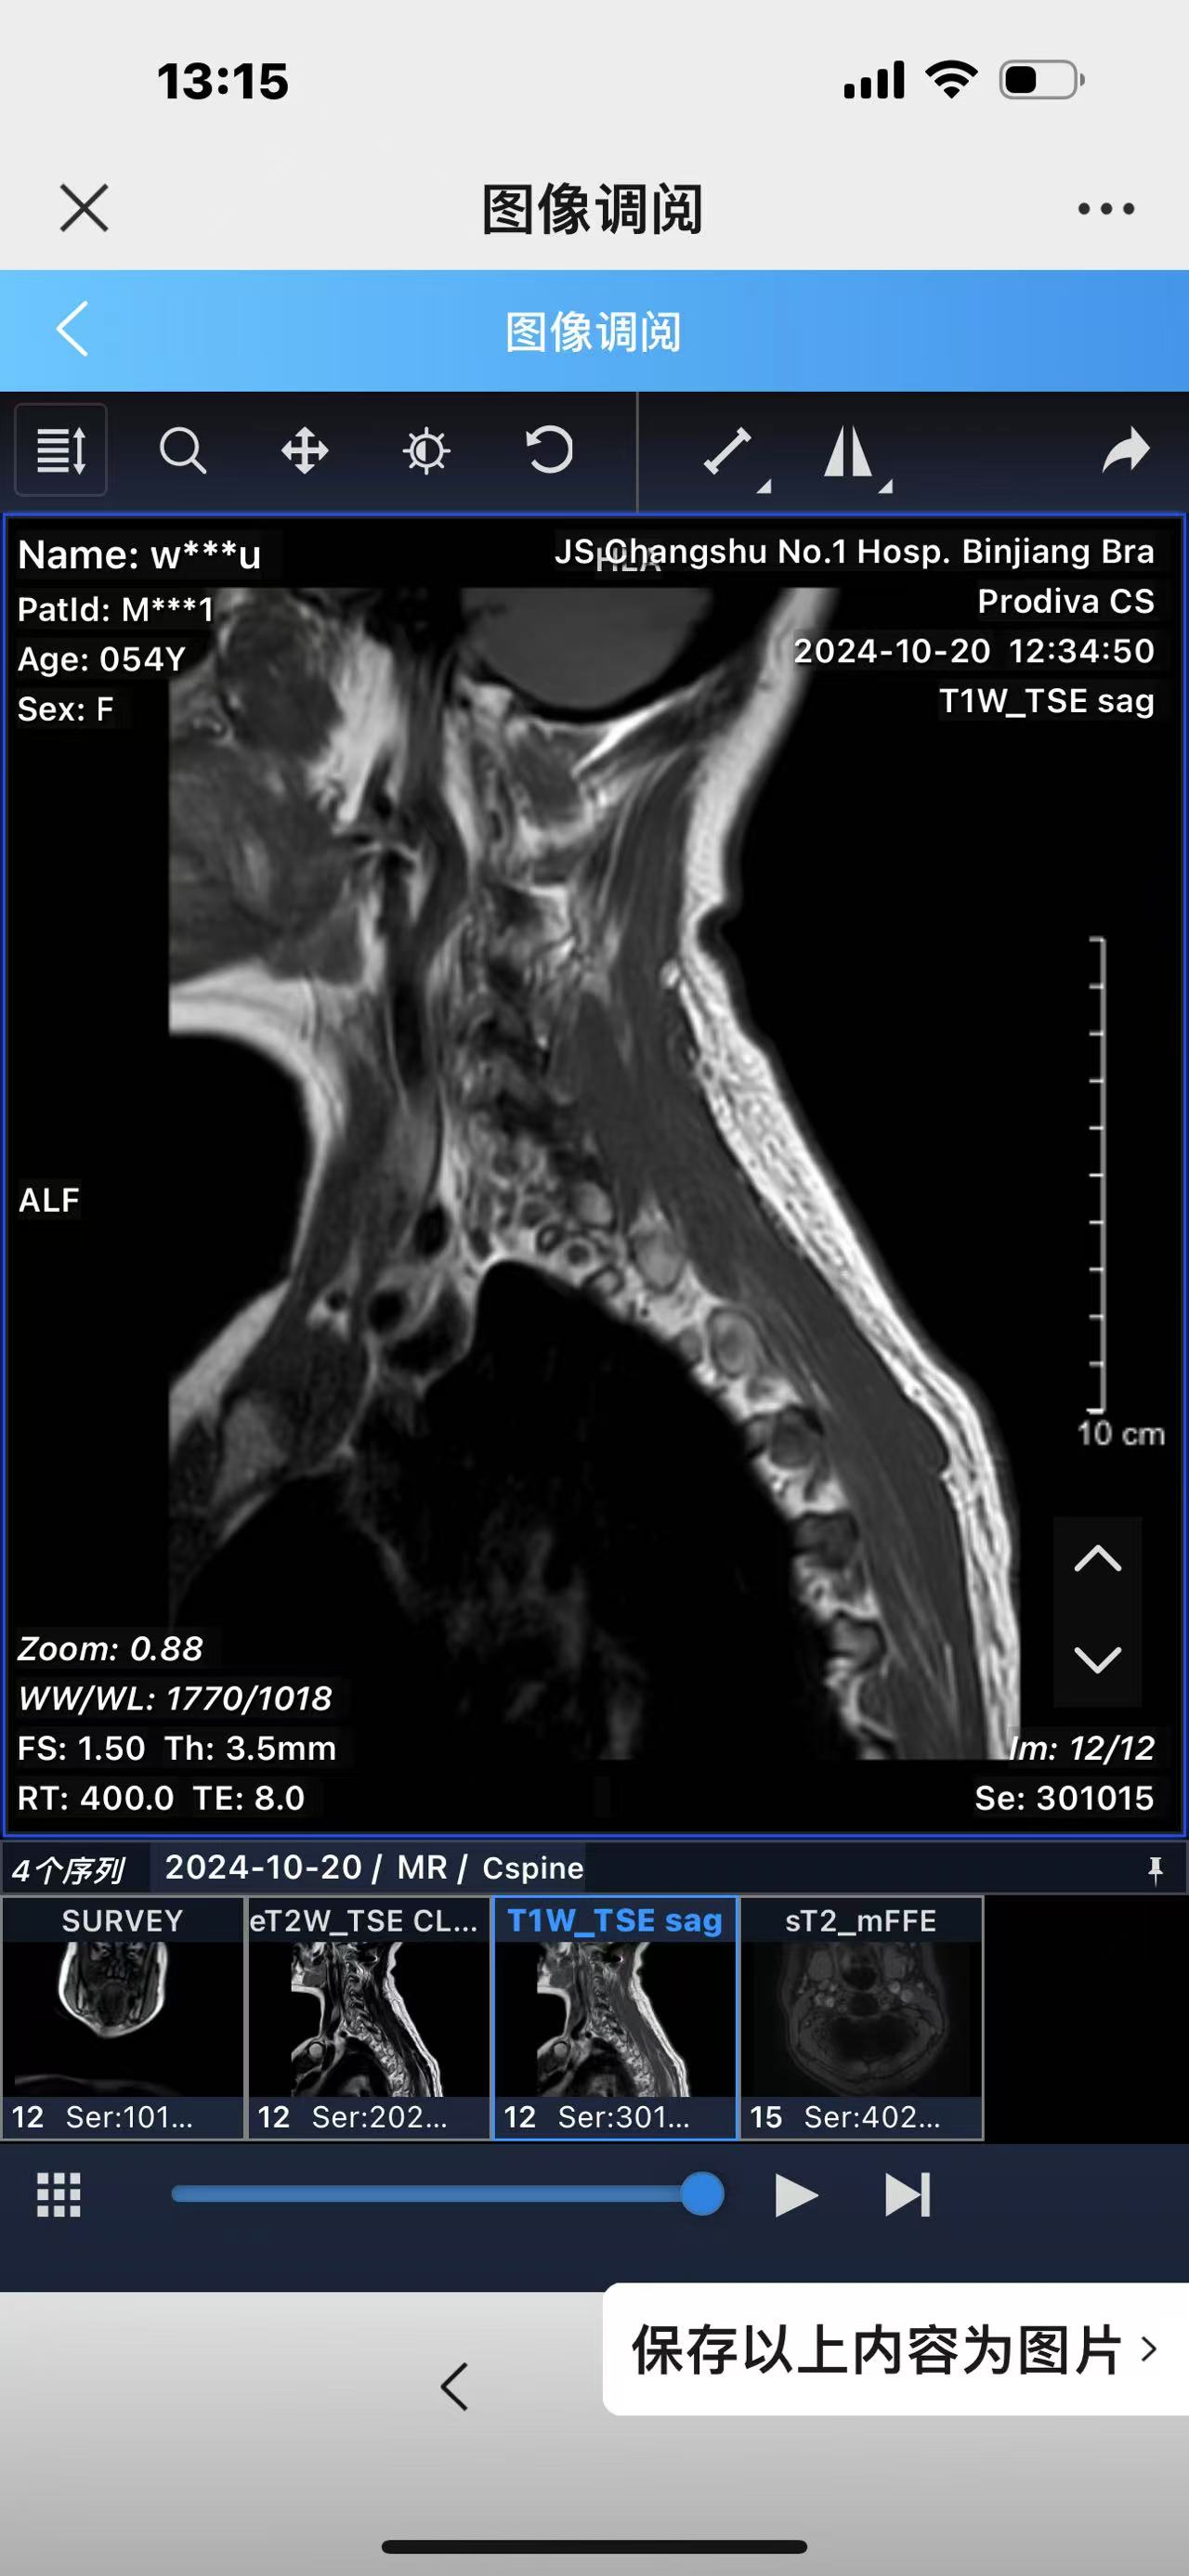 13:15
图像调阅
图像调阅
Name: w***u
JS Changshu No.1 Hosp. Binjiang Bra
HLA
PatId: M***1
Prodiva CS
Age: 054Y
2024-10-20 12:34:50
Sex: F
T1W_TSE sag
ALF
10 cm
Zoom: 0.88
WW/WL: 1770/1018
FS: 1.50 Th: 3.5mm
Im: 12/12
RT: 400.0 TE: 8.0
Se: 301015
4个序列 2024-10-20 / MR / Cspine
SURVEY
eT2W_TSE CL...
T1W_TSE sag
sT2_mFFE
12 Ser:101...
12 Ser:202...
12 Ser:301...
15 Ser:402...
保存以上内容为图片